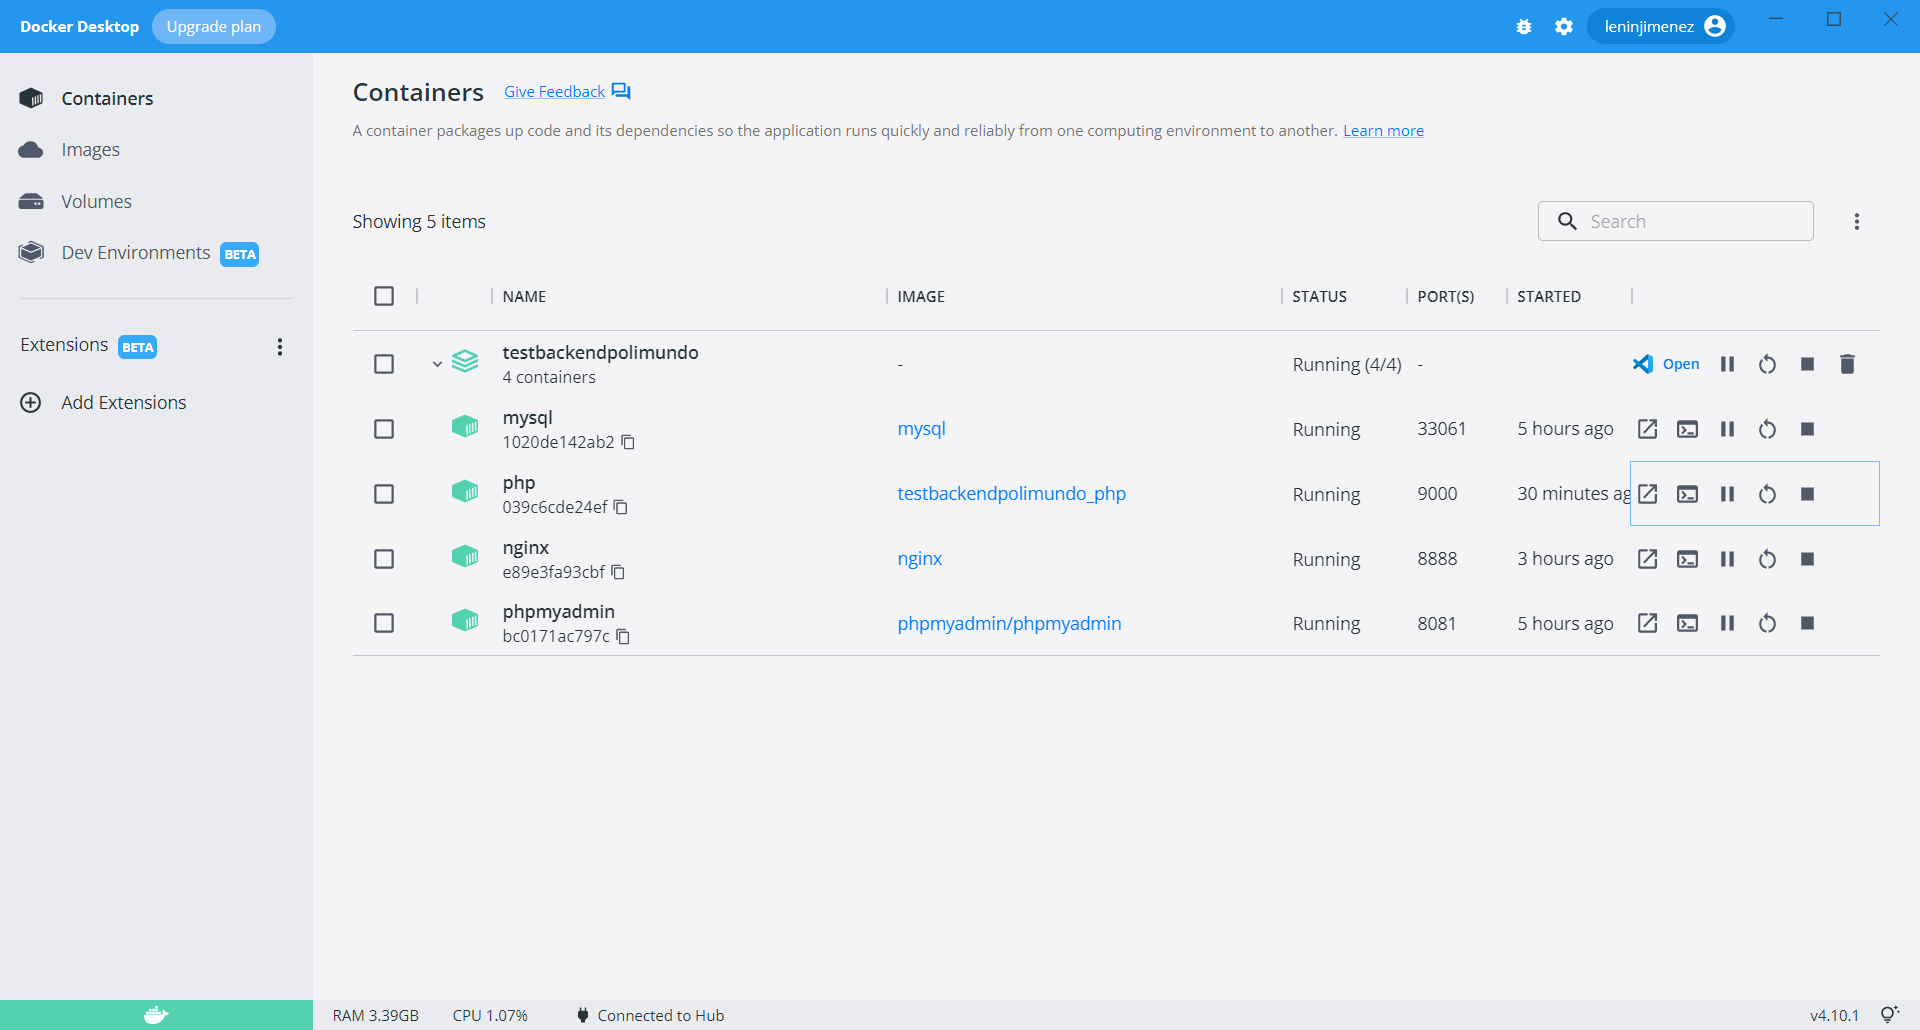 Docker Desktop Upgrade plan leninjimenez
Containers
Images
Volumes
Dev Environments BETA
Extensions BETA
Add Extensions
Containers Give Feedback
A container packages up code and its dependencies so the application runs quickly and reliably from one computing environment to another. Learn more
Showing 5 items Search
NAME IMAGE STATUS PORT(S) STARTED
testbackendpolimundo
4 containers
- Running (4/4) - Open
mysql
1020de142ab2
mysql Running 33061 5 hours ago
php
039c6cde24ef
testbackendpolimundo_php Running 9000 30 minutes ag
nginx
e89e3fa93cbf
nginx Running 8888 3 hours ago
phpmyadmin
bc0171ac797c
phpmyadmin/phpmyadmin Running 8081 5 hours ago
RAM 3.39GB CPU 1.07% Connected to Hub v4.10.1